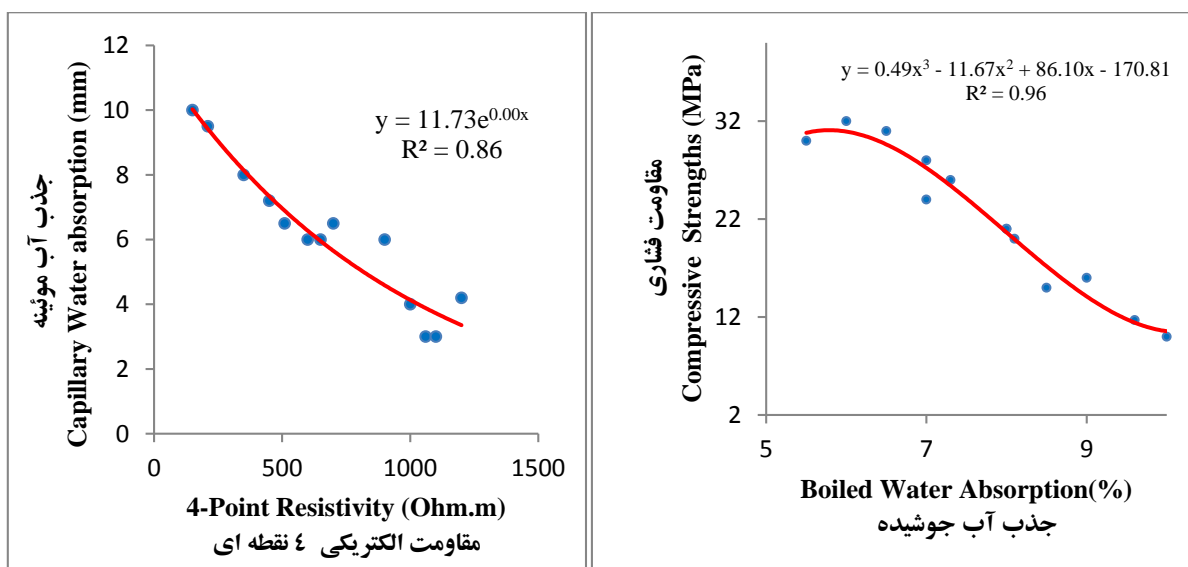 12
10
8
6
4
2
0
0 500 1000 1500
جذب آب موئینه
Capillary Water absorption (mm)
y = 11.73e^0.00x
R² = 0.86
4-Point Resistivity (Ohm.m)
مقاومت الکتریکی ٤ نقطه ای
32
22
12
2
5 7 9
مقاومت فشاری
Compressive Strengths (MPa)
y = 0.49x³ - 11.67x² + 86.10x - 170.81
R² = 0.96
Boiled Water Absorption(%)
جذب آب جوشیده